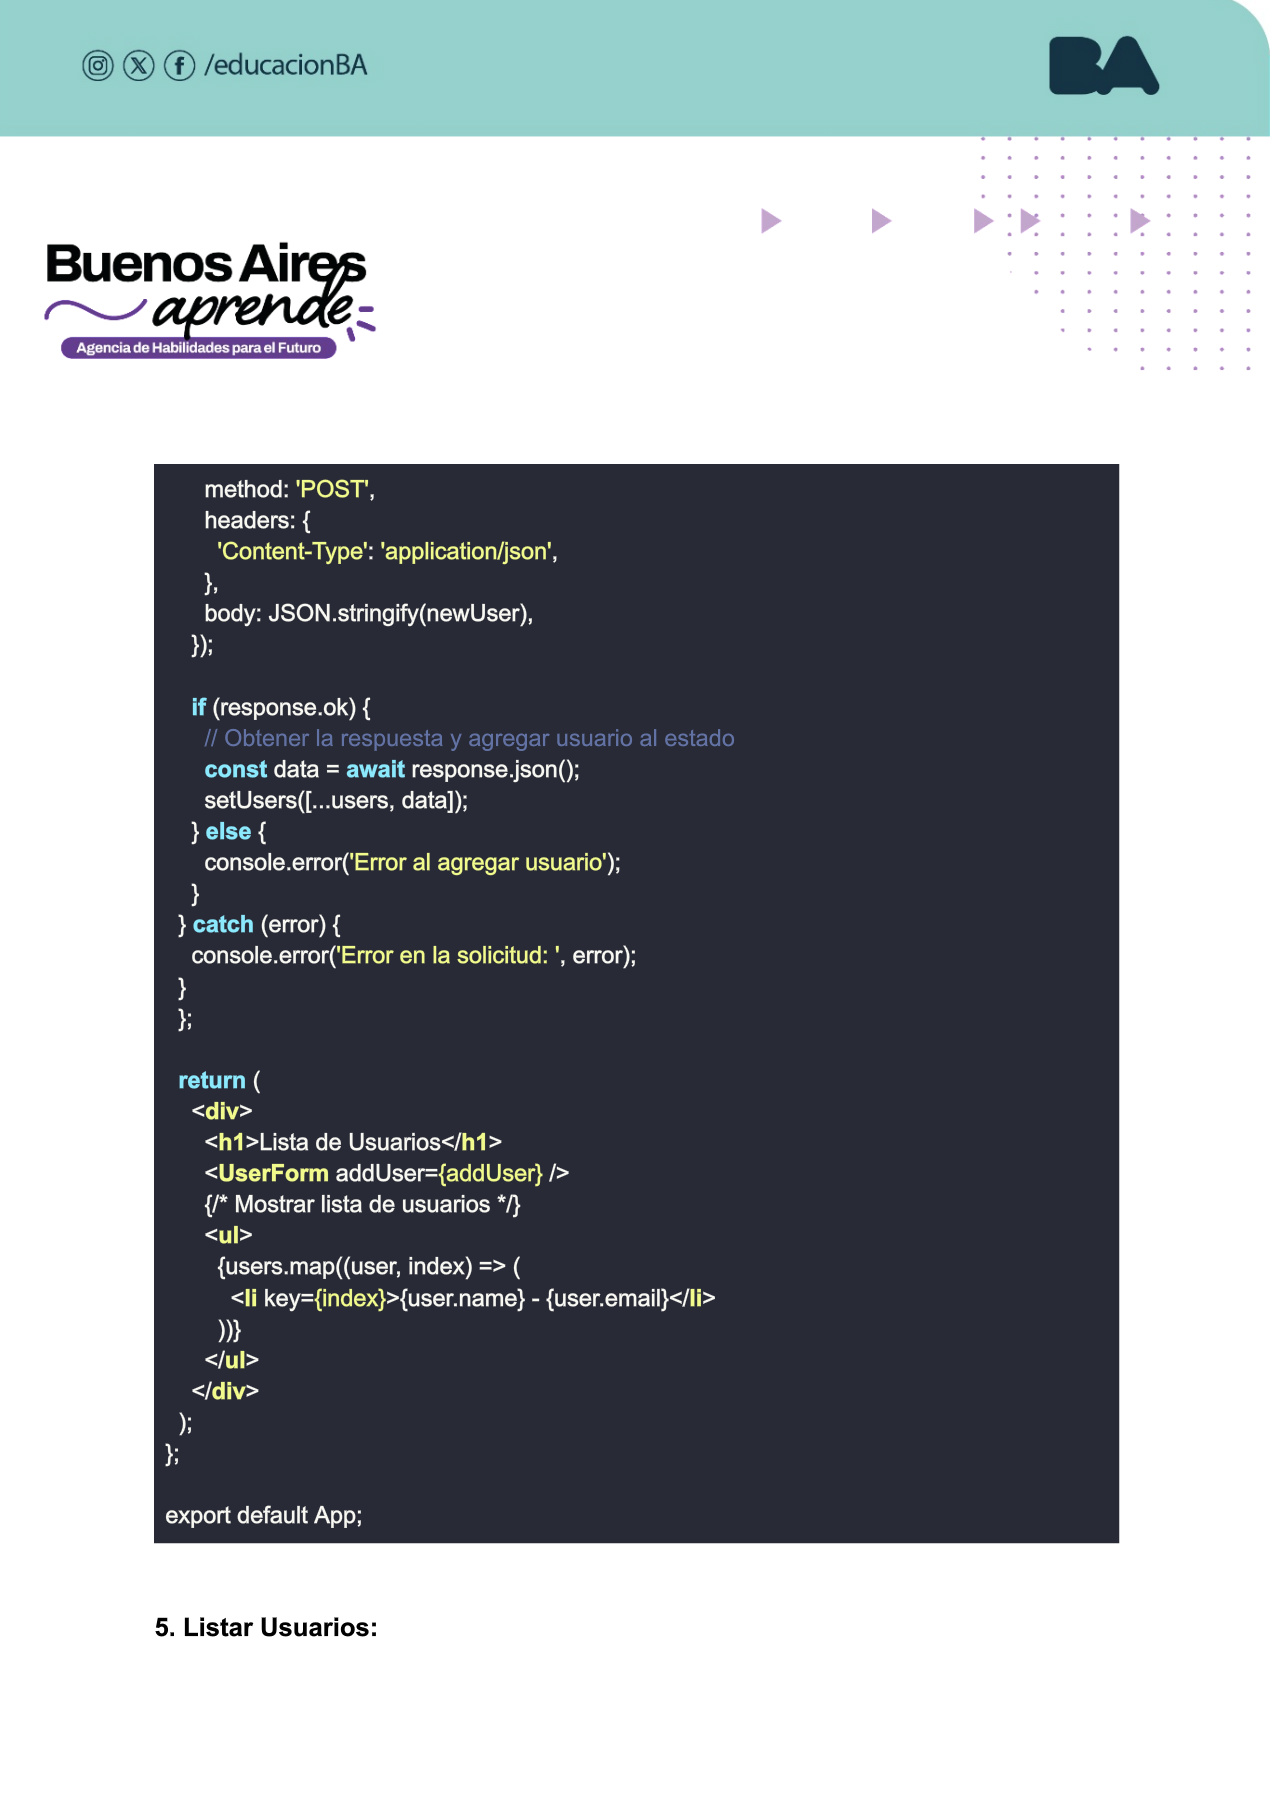 /educacionBA
BA
Buenos Aires
aprende
Agencia de Habilidades para el Futuro
method: 'POST',
headers: {
'Content-Type': 'application/json',
},
body: JSON.stringify(newUser),
});
if (response.ok) {
// Obtener la respuesta y agregar usuario al estado
const data = await response.json();
setUsers([...users, data]);
} else {
console.error('Error al agregar usuario');
}
} catch (error) {
console.error('Error en la solicitud: ', error);
}
};
return (
<div>
<h1>Lista de Usuarios</h1>
<UserForm addUser={addUser} />
{/* Mostrar lista de usuarios */}
<ul>
{users.map((user, index) => (
<li key={index}>{user.name} - {user.email}</li>
))}
</ul>
</div>
);
};
export default App;
5. Listar Usuarios: